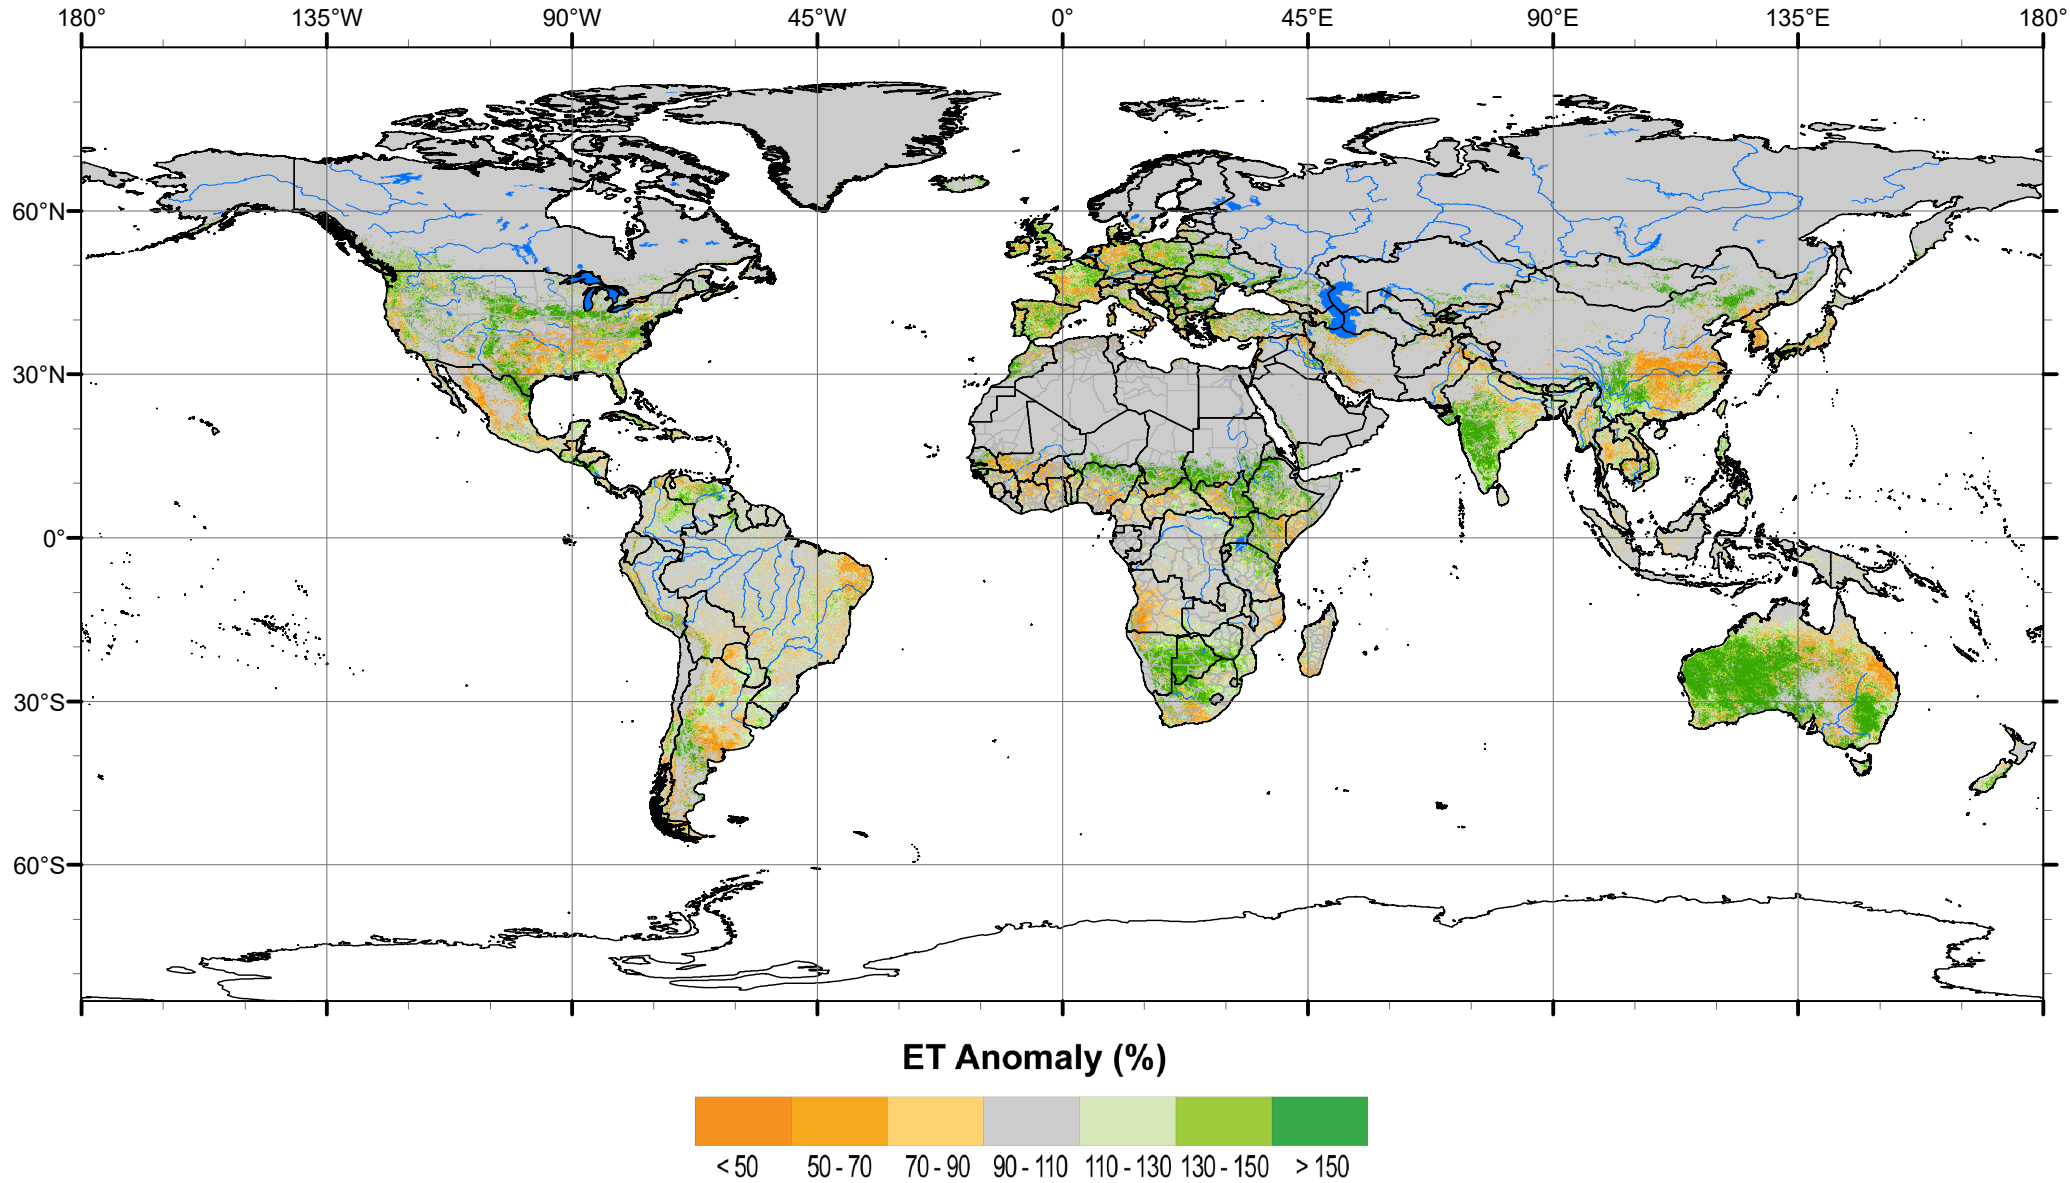 180° 135°W 90°W 45°W 0° 45°E 90°E 135°E 180°
60°N
30°N
0°
30°S
60°S
ET Anomaly (%)
< 50 50 - 70 70 - 90 90 - 110 110 - 130 130 - 150 > 150